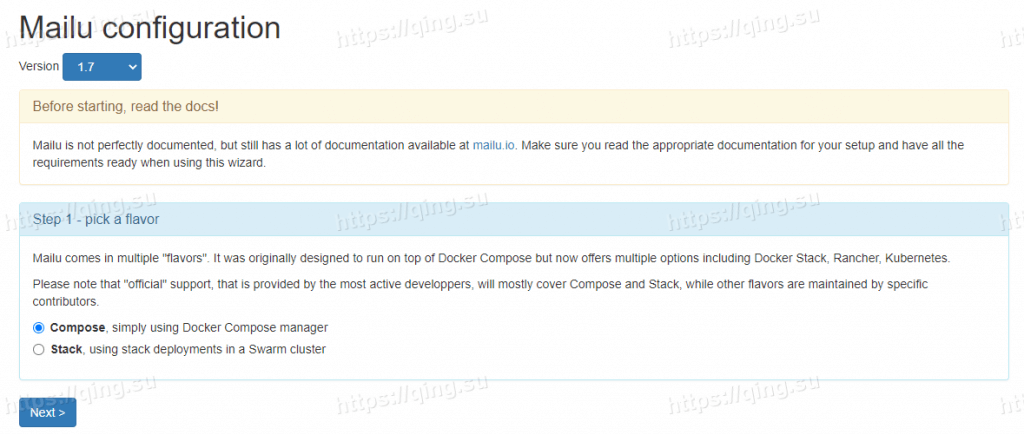 Mailu configuration
Version 1.7
Before starting, read the docs!
Mailu is not perfectly documented, but still has a lot of documentation available at mailu.io. Make sure you read the appropriate documentation for your setup and have all the
requirements ready when using this wizard.
Step 1 - pick a flavor
Mailu comes in multiple "flavors". It was originally designed to run on top of Docker Compose but now offers multiple options including Docker Stack, Rancher, Kubernetes.
Please note that "official" support, that is provided by the most active developpers, will mostly cover Compose and Stack, while other flavors are maintained by specific
contributors.
Compose, simply using Docker Compose manager
Stack, using stack deployments in a Swarm cluster
Next >
https://qing.su
https://qing.su
https://qing.su
https://qing.su
https://qing.su
https://qing.su
https://qing.su
https://qing.su
https://qing.su